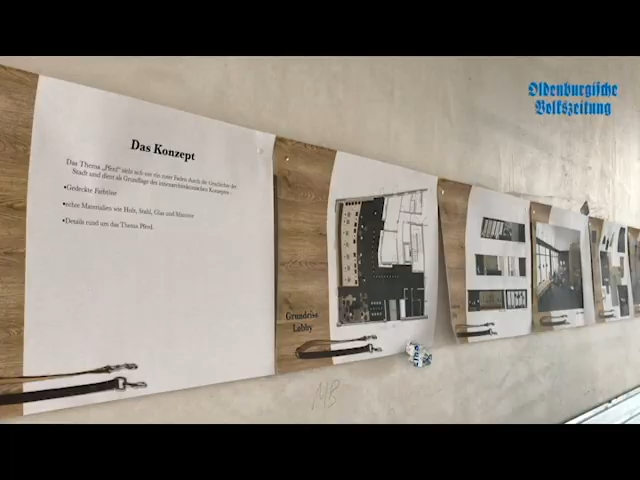 Oldenburgische
Volkszeitung
Das Konzept
Das Thema „Pferd" zieht sich wie ein roter Faden durch die Geschichte der
Stadt und dient als Grundlage des innenarchitektonischen Konzeptes –
•Gedeckte Farbtöne
•echte Materialien wie Holz, Stahl, Glas und Marmor
•Details rund um das Thema Pferd.
Grundriss
Lobby
MB